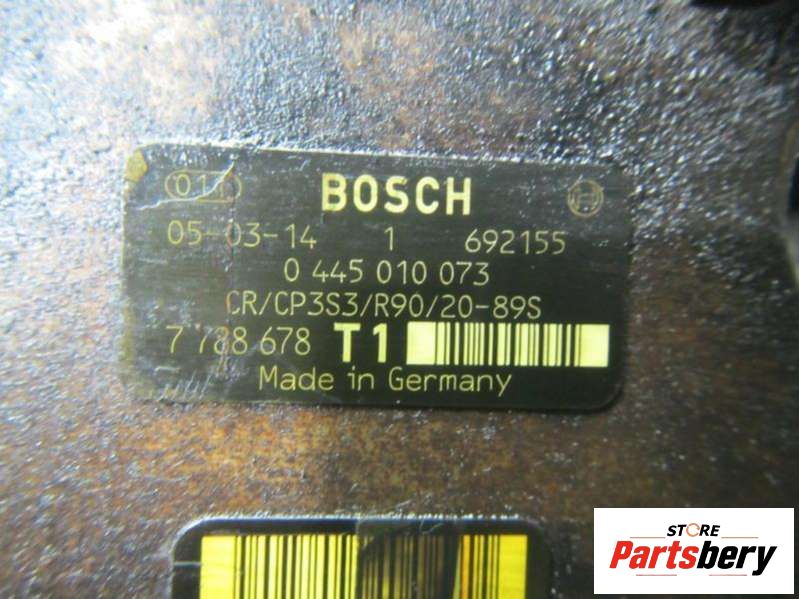 011 BOSCH
05-03-14 1 692155
0 445 010 073
CR/CP3S3/R90/20-89S
7 788 678 T1
Made in Germany
STORE
Partsbery